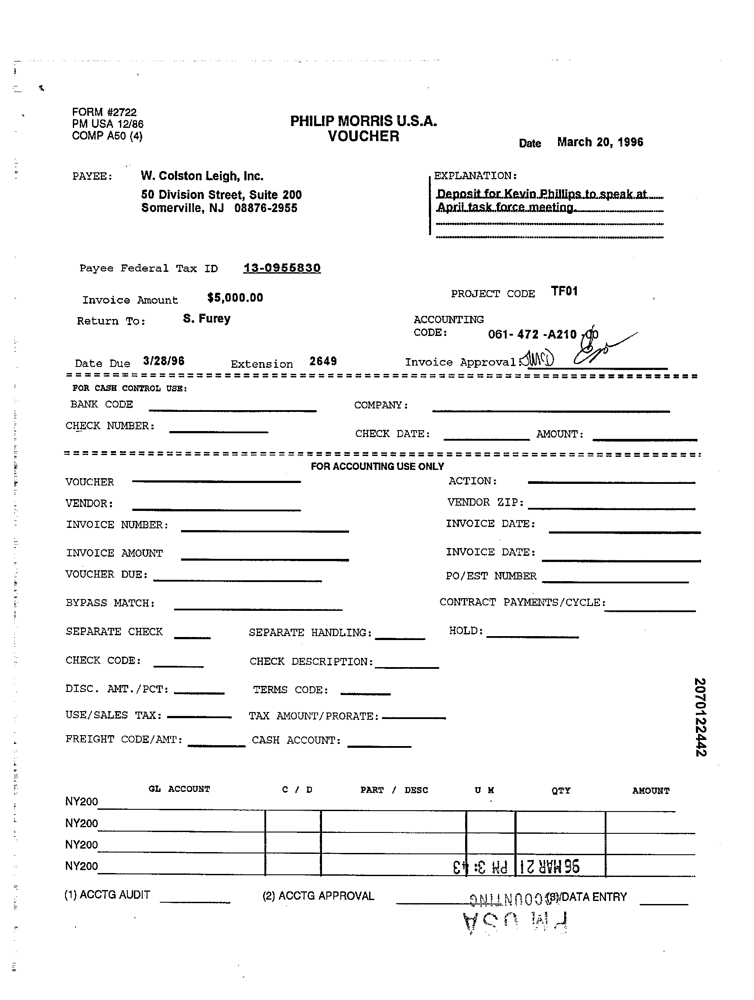 FORM #2722
PM USA 12/86
COMP A50 (4)
PHILIP MORRIS U.S.A.
VOUCHER
Date March 20, 1996
PAYEE: W. Colston Leigh, Inc.
50 Division Street, Suite 200
Somerville, NJ 08876-2955
EXPLANATION:
Deposit for Kevin Phillips to speak at
April task force meeting.
Payee Federal Tax ID 13-0955830
Invoice Amount $5,000.00
PROJECT CODE TF01
Return To: S. Furey
ACCOUNTING
CODE: 061- 472 -A210 -00
Date Due 3/28/96 Extension 2649 Invoice Approval:
FOR CASH CONTROL USE:
BANK CODE COMPANY:
CHECK NUMBER: CHECK DATE: AMOUNT:
FOR ACCOUNTING USE ONLY
VOUCHER ACTION:
VENDOR: VENDOR ZIP:
INVOICE NUMBER: INVOICE DATE:
INVOICE AMOUNT INVOICE DATE:
VOUCHER DUE: PO/EST NUMBER
BYPASS MATCH: CONTRACT PAYMENTS/CYCLE:
SEPARATE CHECK SEPARATE HANDLING: HOLD:
CHECK CODE: CHECK DESCRIPTION:
DISC. AMT./PCT: TERMS CODE:
USE/SALES TAX: TAX AMOUNT/PRORATE:
FREIGHT CODE/AMT: CASH ACCOUNT:
2070122442
GL ACCOUNT C / D PART / DESC U M QTY AMOUNT
NY200
NY200
NY200
NY200
96 MAR 21 PM 3: 43
(1) ACCTG AUDIT (2) ACCTG APPROVAL (3)/DATA ENTRY
ACCOUNTING
PM USA